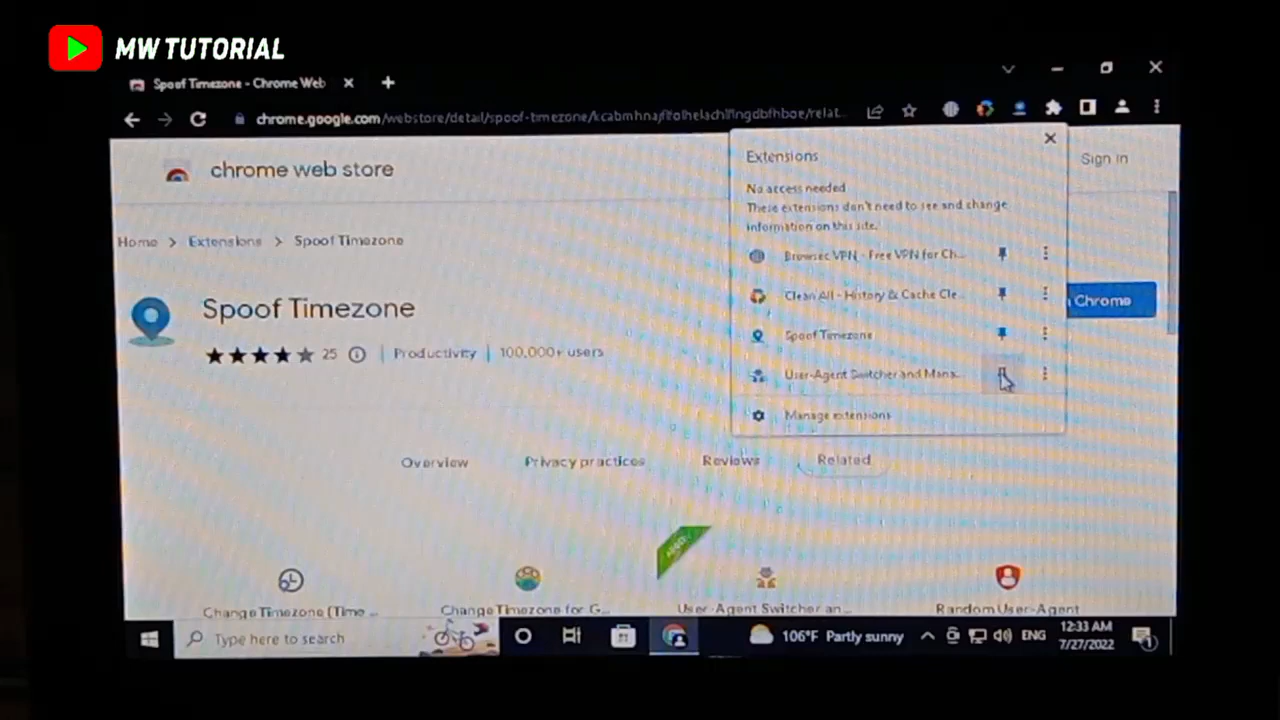 MW TUTORIAL
Spoof Timezone - Chrome Web
chrome.google.com/webstore/detail/spoof-timezone/
chrome web store
Sign in
Extensions
No access needed
These extensions don't need to see and change
information on this site.
Home > Extensions > Spoof Timezone
Browsec VPN - Free VPN for Ch...
Clean All - History & Cache Cle...
Chrome
Spoof Timezone
Spoof Timezone
25 | Productivity | 100,000+ users
User-Agent Switcher and Mana...
Manage extensions
Overview Privacy practices Reviews Related
Change Timezone (Time ... Change Timezone for G... User-Agent Switcher an... Random User-Agent
Type here to search
106°F Partly sunny
ENG
12:33 AM
7/27/2022
1